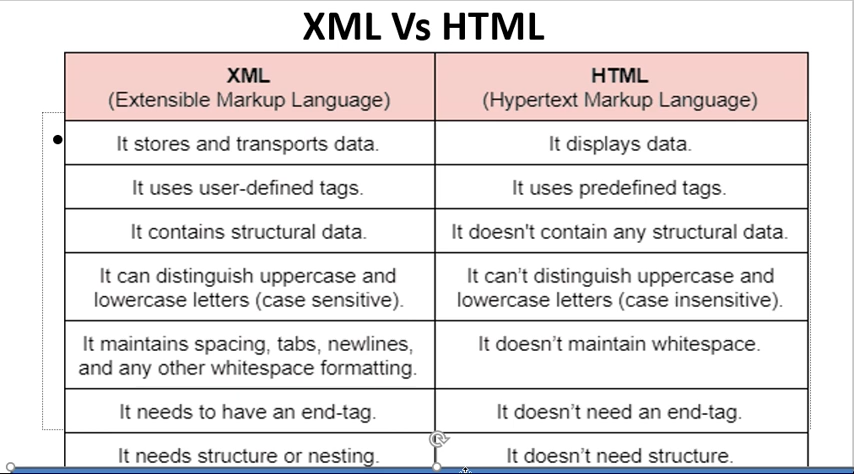 XML Vs HTML
XML
(Extensible Markup Language)
HTML
(Hypertext Markup Language)
It stores and transports data.
It displays data.
It uses user-defined tags.
It uses predefined tags.
It contains structural data.
It doesn't contain any structural data.
It can distinguish uppercase and
lowercase letters (case sensitive).
It can’t distinguish uppercase and
lowercase letters (case insensitive).
It maintains spacing, tabs, newlines,
and any other whitespace formatting.
It doesn’t maintain whitespace.
It needs to have an end-tag.
It doesn’t need an end-tag.
It needs structure or nesting.
It doesn’t need structure.